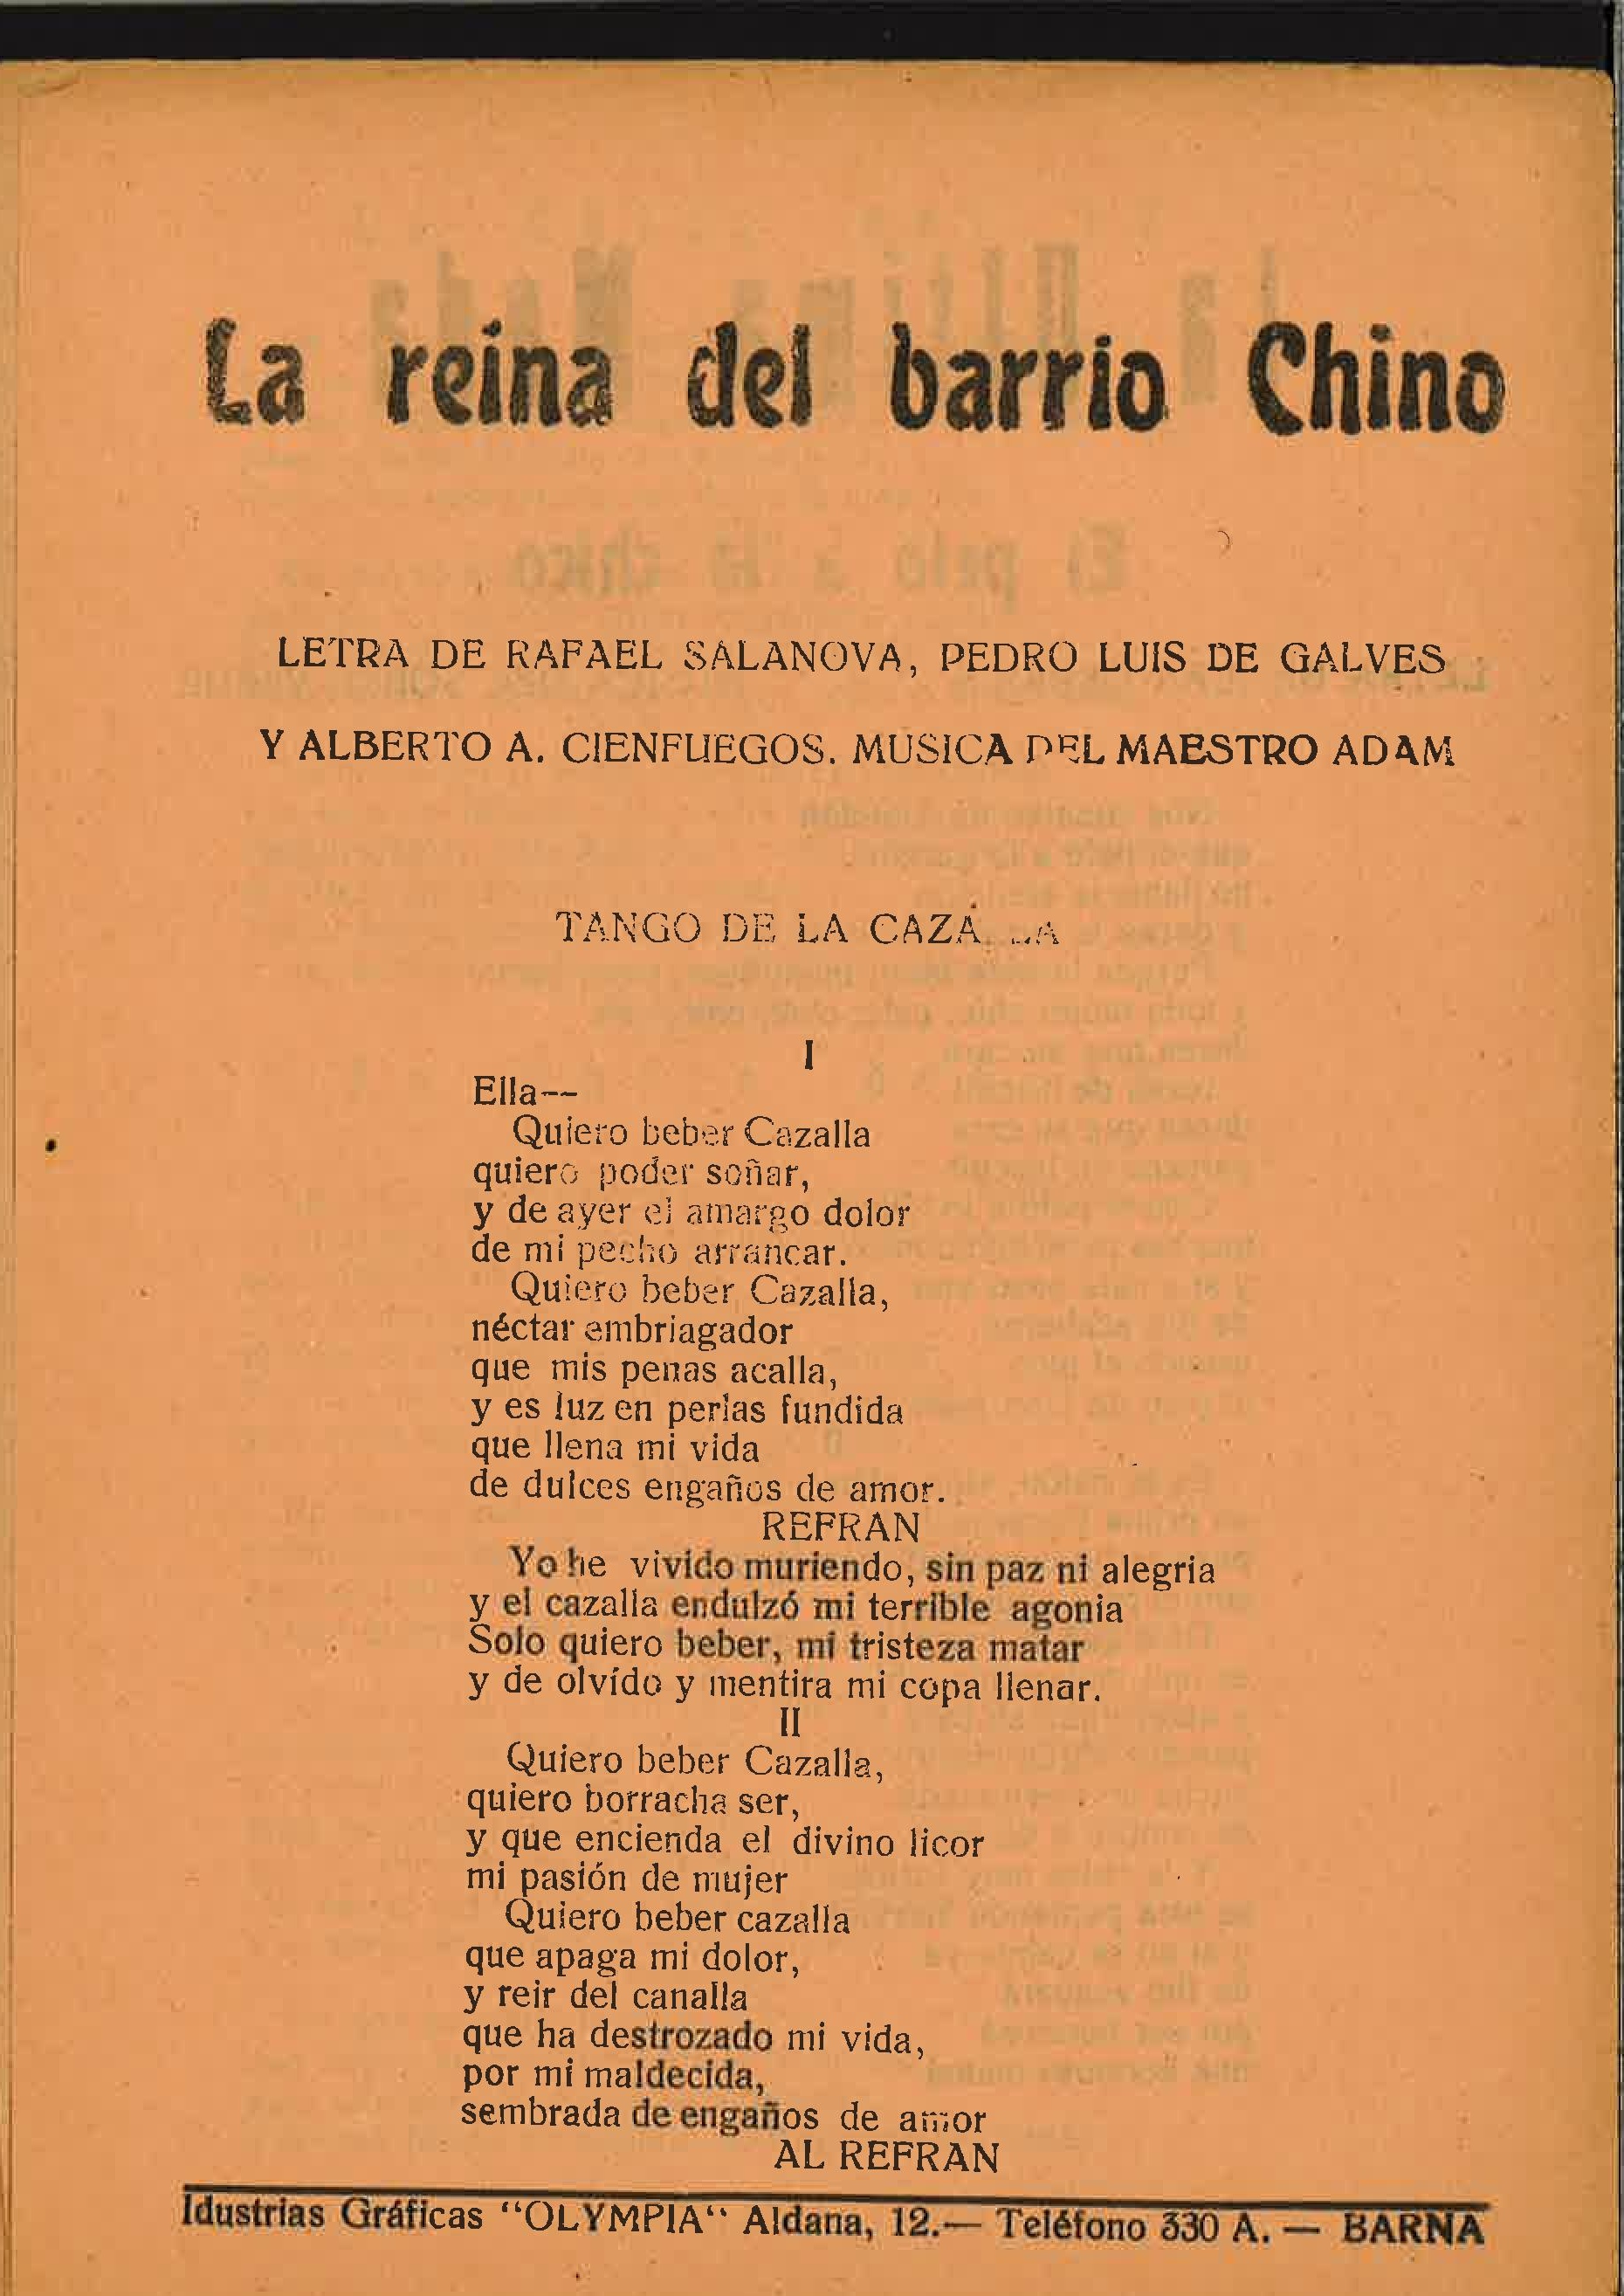 La reina del barrio Chino
El pelo a la chico
LETRA DE RAFAEL SALANOVA, PEDRO LUIS DE GALVES
Y ALBERTO A. CIENFUEGOS. MUSICA DEL MAESTRO ADAM
TANGO DE LA
I
Ella--
Quiero beber Cazalla
quiero poder soñar,
y de ayer el amargo dolor
de mi pecho arrancar.
Quiero beber Cazalla,
néctar embriagador
que mis penas acalla,
y es luz en perlas fundida
que llena mi vida
de dulces engaños de amor.
REFRAN
Yo he vivido muriendo, sin paz ni alegria
y el cazalla endulzó mi terrible agonia
Solo quiero beber, mi tristeza matar
y de olvido y mentira mi copa llenar.
II
Quiero beber Cazalla,
quiero borracha ser,
y que encienda el divino licor
mi pasión de mujer
Quiero beber cazalla
que apaga mi dolor,
y reir del canalla
que ha destrozado mi vida,
por mi maldecida,
sembrada de engaños de amor
AL REFRAN
Idustrias Gráficas "OLYMPIA" Aldana, 12.— Teléfono 330 A. — BARNA